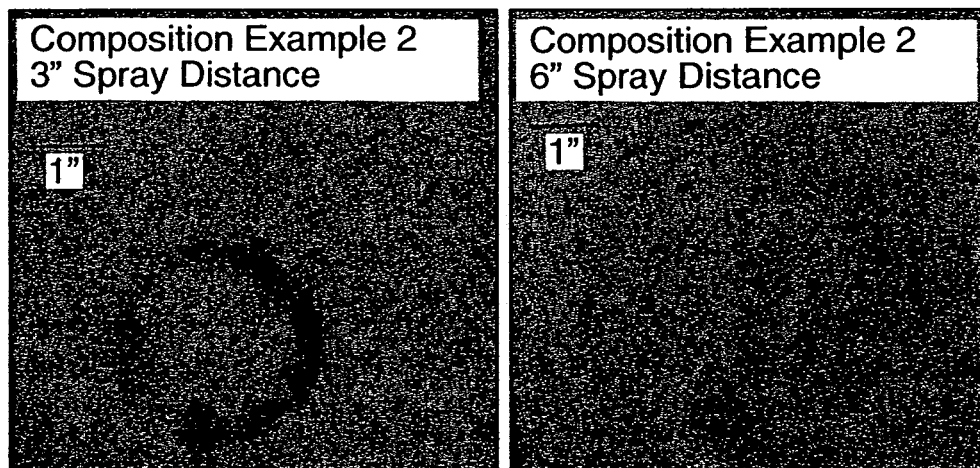 Composition Example 2
3” Spray Distance
1”
Composition Example 2
6” Spray Distance
1”